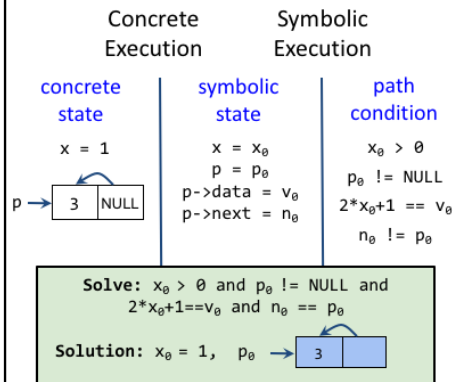 Concrete Execution
Symbolic Execution
concrete state
symbolic state
path condition
x = 1
p
3
NULL
x = x₀
p = p₀
p->data = v₀
p->next = n₀
x₀ > 0
p₀ != NULL
2*x₀+1 == v₀
n₀ != p₀
Solve: x₀ > 0 and p₀ != NULL and
2*x₀+1==v₀ and n₀ == p₀
Solution: x₀ = 1, p₀
3